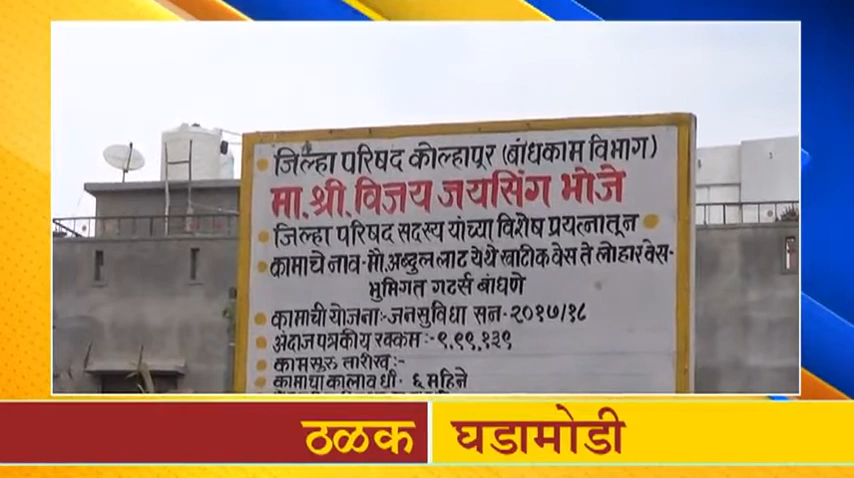 जिल्हा परिषद कोल्हापूर (बांधकाम विभाग)
मा.श्री.विजय जयसिंग भोजे
जिल्हा परिषद सदस्य यांच्या विशेष प्रयत्नातून
कामाचे नाव-मौ.अब्दुललाट येथे खाटीक वेस ते लोहार वेस-
भुमिगत गटर्स बांधणे
कामाची योजना:-जनसुविधा सन-२०१७/१८
अंदाज पत्रकीय रक्कम:-९,९९,१३९
काम सुरु तारीख:-
कामाचा कालावधी- ६ महिने
ठळक घडामोडी